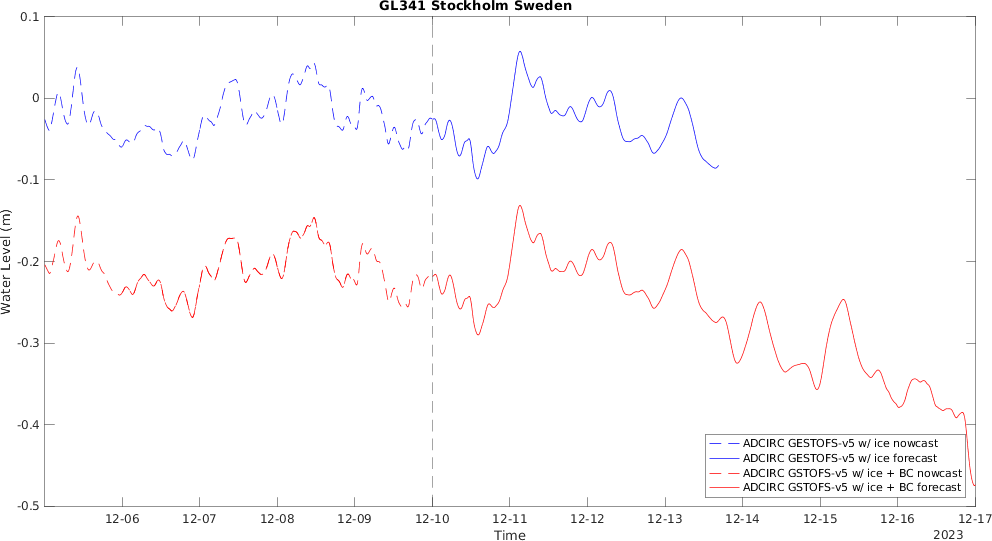 GL341 Stockholm Sweden
0.1
0
-0.1
-0.2
-0.3
-0.4
-0.5
Water Level (m)
ADCIRC GESTOFS-v5 w/ ice nowcast
ADCIRC GESTOFS-v5 w/ ice forecast
ADCIRC GSTOFS-v5 w/ ice + BC nowcast
ADCIRC GSTOFS-v5 w/ ice + BC forecast
12-06 12-07 12-08 12-09 12-10 12-11 12-12 12-13 12-14 12-15 12-16 12-17
Time
2023